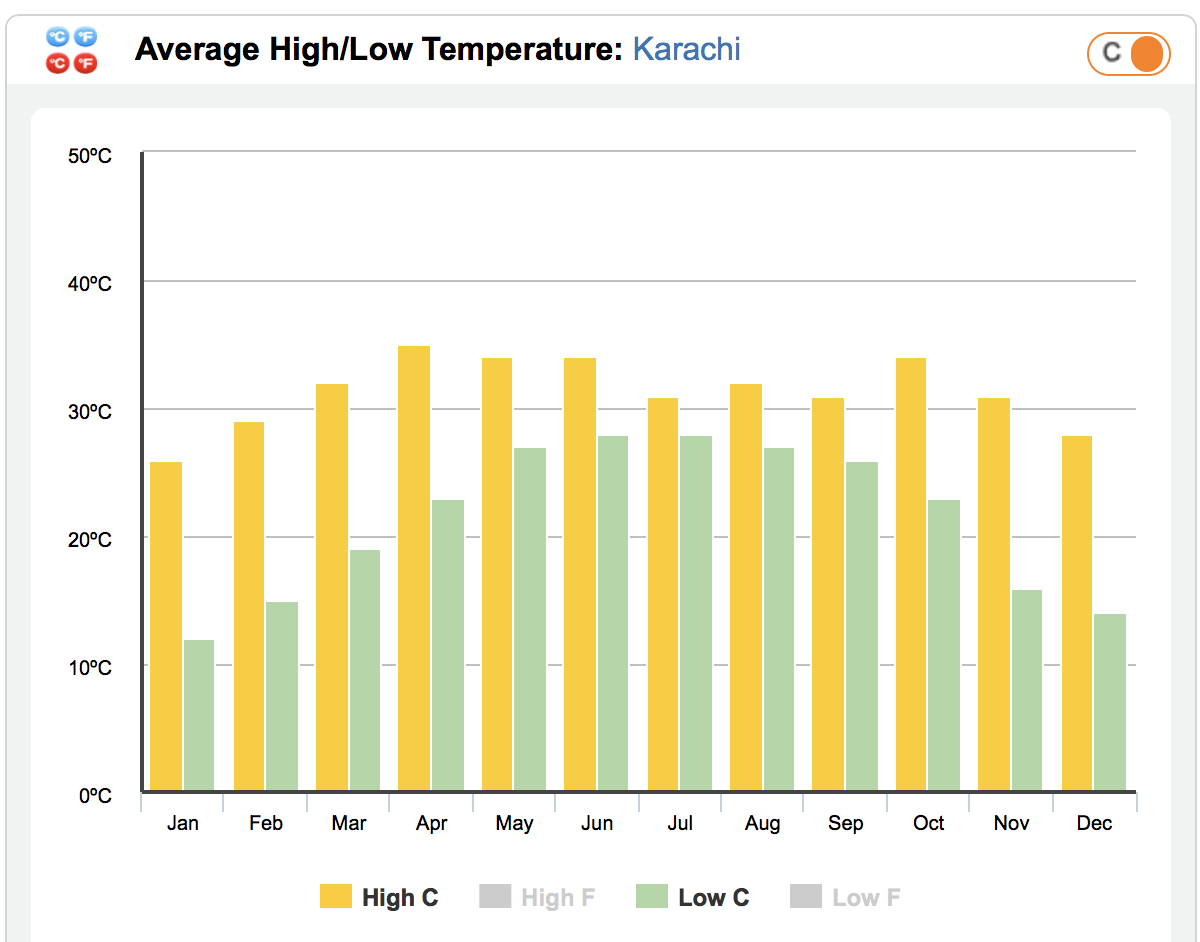 °C °F
°C °F
Average High/Low Temperature: Karachi
C
50ºC
40ºC
30ºC
20ºC
10ºC
0ºC
Jan Feb Mar Apr May Jun Jul Aug Sep Oct Nov Dec
High C High F Low C Low F